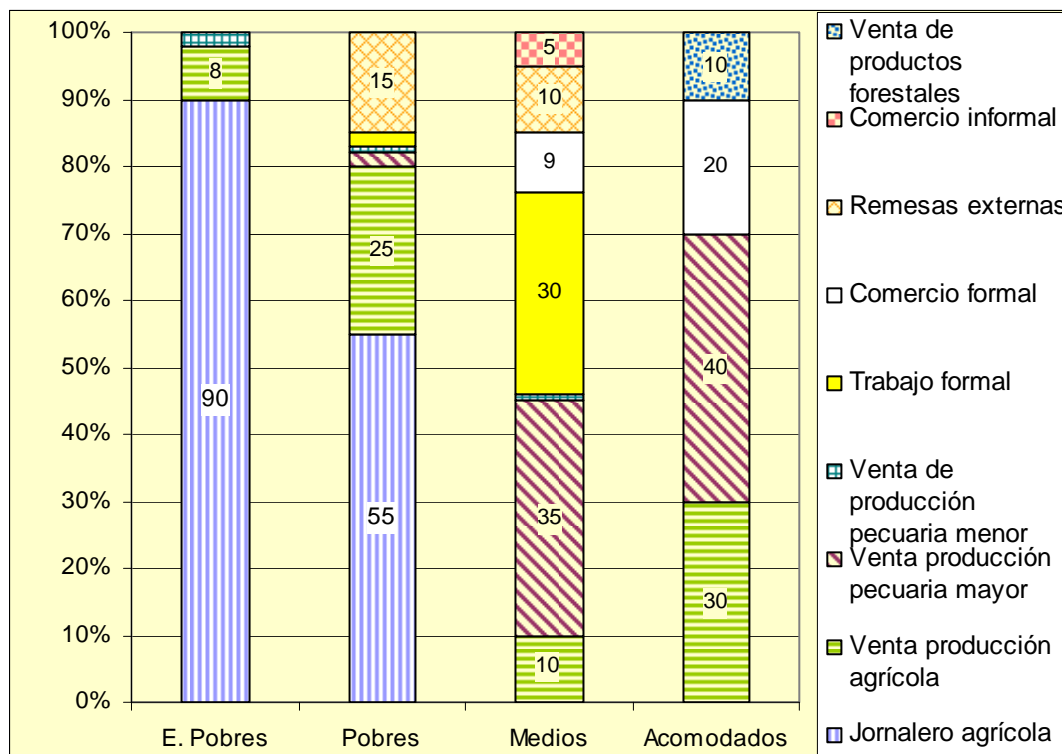 100%
90%
80%
70%
60%
50%
40%
30%
20%
10%
0%
8
90
15
25
55
5
10
9
30
35
10
10
20
40
30
E. Pobres Pobres Medios Acomodados
Venta de
productos
forestales
Comercio informal
Remesas externas
Comercio formal
Trabajo formal
Venta de
producción
pecuaria menor
Venta producción
pecuaria mayor
Venta producción
agrícola
Jornalero agrícola